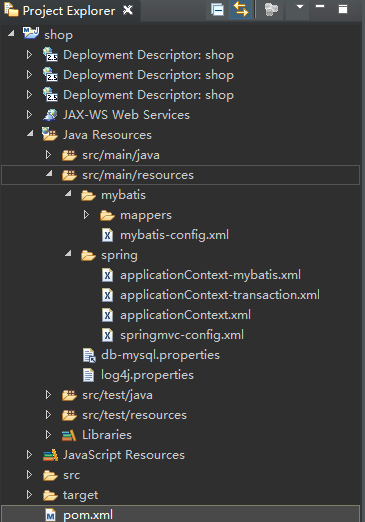 Project Explorer
shop
Deployment Descriptor: shop
Deployment Descriptor: shop
Deployment Descriptor: shop
JAX-WS Web Services
Java Resources
src/main/java
src/main/resources
mybatis
mappers
mybatis-config.xml
spring
applicationContext-mybatis.xml
applicationContext-transaction.xml
applicationContext.xml
springmvc-config.xml
db-mysql.properties
log4j.properties
src/test/java
src/test/resources
Libraries
JavaScript Resources
src
target
pom.xml